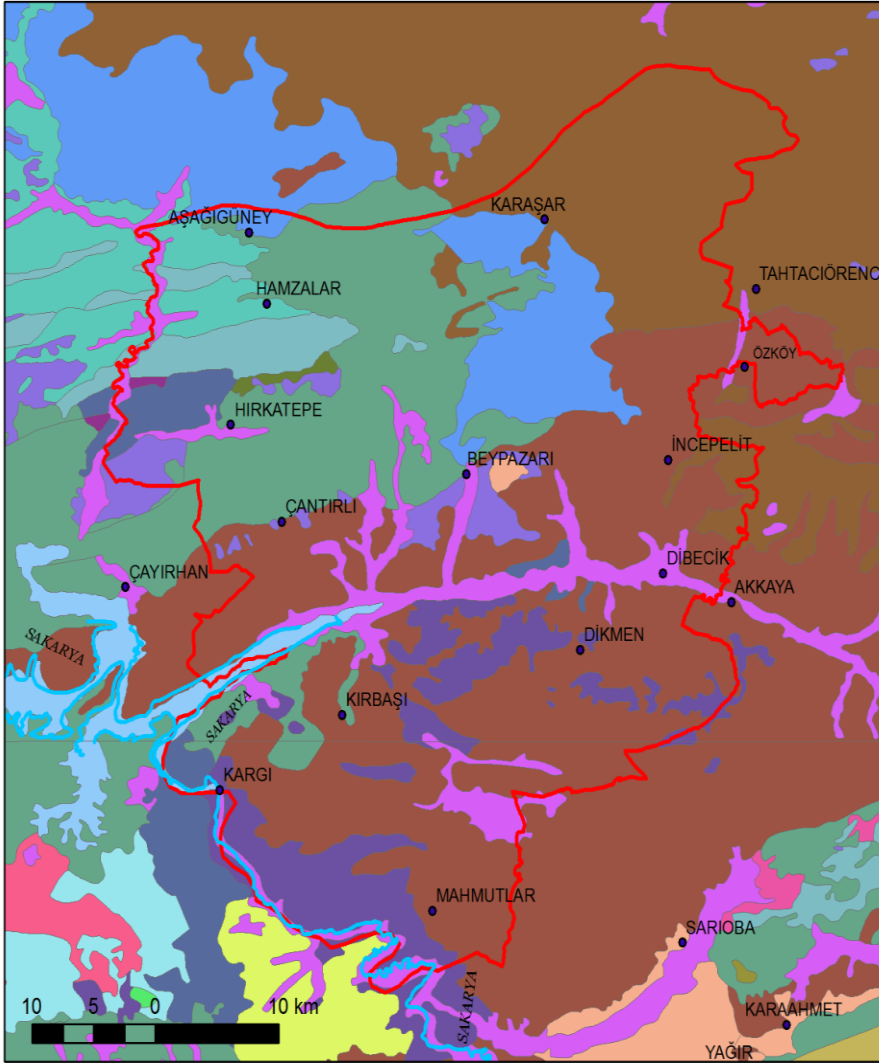 KARAŞAR
AŞAĞIGÜNEY
TAHTACIÖRENC
HAMZALAR
ÖZKÖY
HIRKATEPE
İNCEPELİT
BEYPAZARI
ÇANTIRLI
DİBECİK
ÇAYIRHAN
AKKAYA
SAKARYA
DİKMEN
SAKARYA
KIRBAŞI
KARGI
MAHMUTLAR
SARIOBA
SAKARYA
10 5 0 10 km
KARAAHMET
YAĞIR